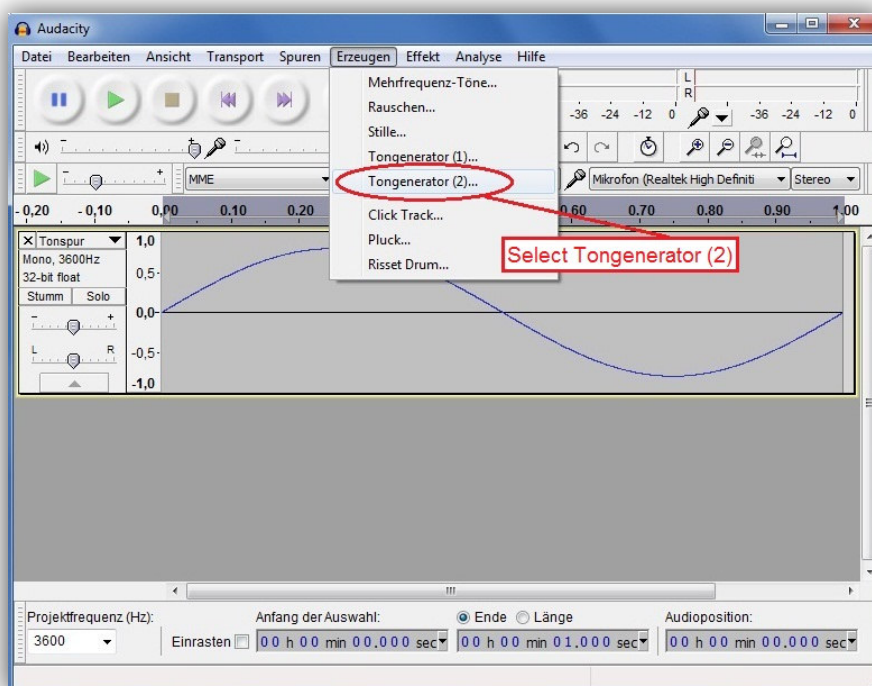 Audacity
Datei Bearbeiten Ansicht Transport Spuren Erzeugen Effekt Analyse Hilfe
Mehrfrequenz-Töne...
Rauschen...
Stille...
Tongenerator (1)...
Tongenerator (2)...
Click Track...
Pluck...
Risset Drum...
Select Tongenerator (2)
L
R
-36 -24 -12 0 -36 -24 -12 0
MME
Mikrofon (Realtek High Definiti
Stereo
-0,20 -0,10 0,00 0.10 0.20 0.60 0.70 0.80 0.90 1.00
Tonspur
Mono, 3600Hz
32-bit float
Stumm Solo
- +
L R
1,0
0,5
0,0
-0,5
-1,0
Projektfrequenz (Hz): Anfang der Auswahl: Ende Länge Audioposition:
3600 Einrasten 00 h 00 min 00.000 sec 00 h 00 min 01.000 sec 00 h 00 min 00.000 sec